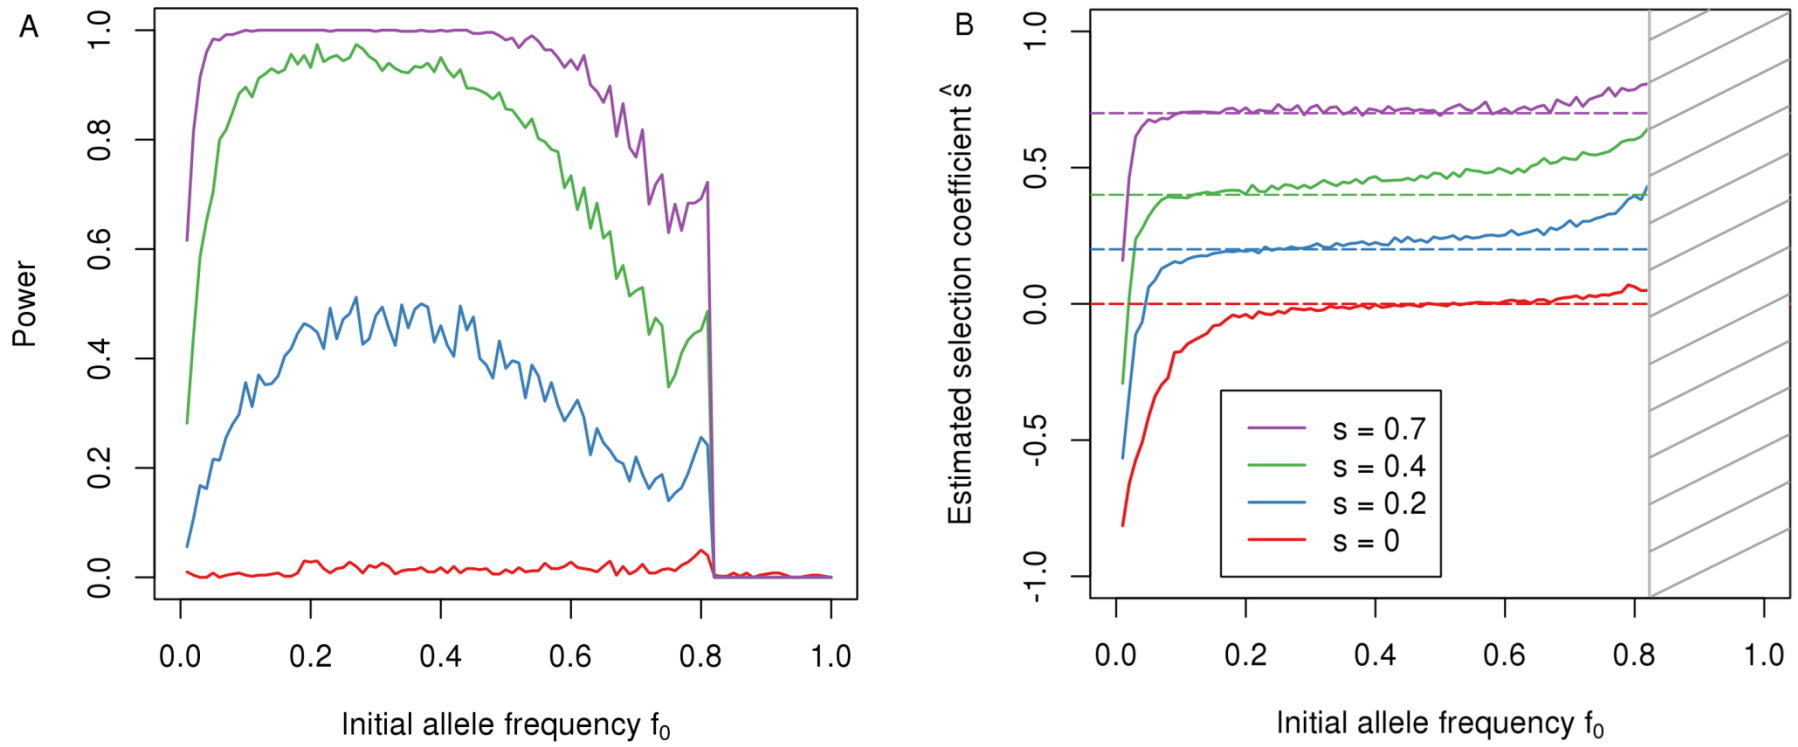 A
Power
1.0
0.8
0.6
0.4
0.2
0.0
0.0 0.2 0.4 0.6 0.8 1.0
Initial allele frequency f₀
B
Estimated selection coefficient ŝ
1.0
0.5
0.0
-0.5
-1.0
s = 0.7
s = 0.4
s = 0.2
s = 0
0.0 0.2 0.4 0.6 0.8 1.0
Initial allele frequency f₀